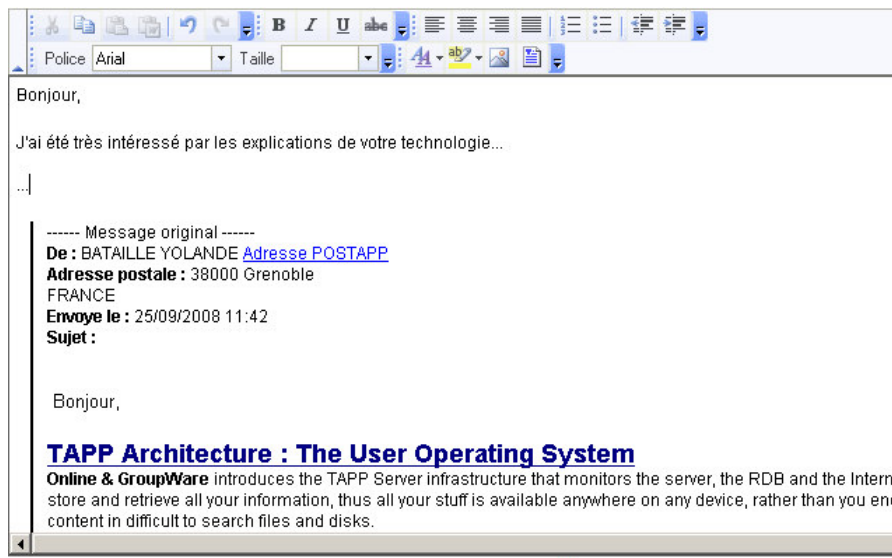 B I U abc
Police Arial Taille A ab
Bonjour,
J'ai été très intéressé par les explications de votre technologie...
...
------ Message original ------
De : BATAILLE YOLANDE Adresse POSTAPP
Adresse postale : 38000 Grenoble
FRANCE
Envoye le : 25/09/2008 11:42
Sujet :
Bonjour,
TAPP Architecture : The User Operating System
Online & GroupWare introduces the TAPP Server infrastructure that monitors the server, the RDB and the Intern
store and retrieve all your information, thus all your stuff is available anywhere on any device, rather than you en
content in difficult to search files and disks.